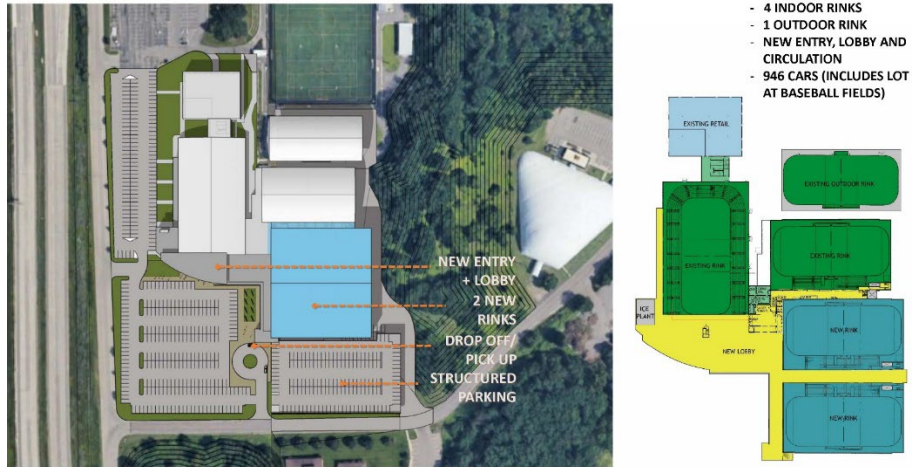 - 4 INDOOR RINKS
- 1 OUTDOOR RINK
- NEW ENTRY, LOBBY AND
CIRCULATION
- 946 CARS (INCLUDES LOT
AT BASEBALL FIELDS)
NEW ENTRY
+ LOBBY
2 NEW
RINKS
DROP OFF/
PICK UP
STRUCTURED
PARKING
EXISTING RETAIL
EXISTING OUTDOOR RINK
EXISTING RINK
EXISTING RINK
ICE
PLANT
NEW LOBBY
NEW RINK
NEW RINK